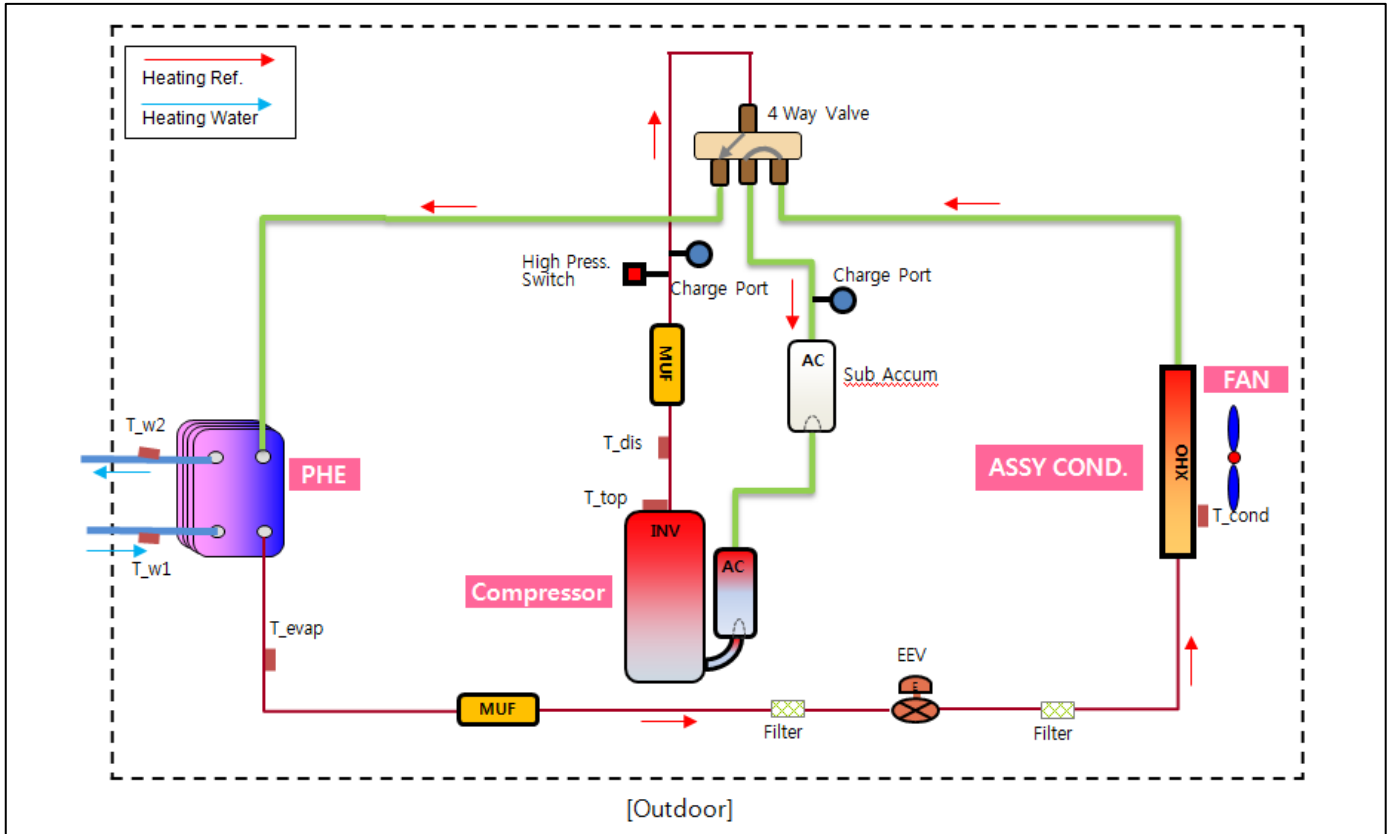 Heating Ref.
Heating Water
4 Way Valve
High Press.
Switch
Charge Port
Charge Port
MUF
AC
Sub Accum
FAN
T_w2
PHE
T_dis
ASSY COND.
OHX
T_top
T_cond
INV
T_w1
AC
Compressor
T_evap
EEV
E
MUF
Filter
Filter
[Outdoor]